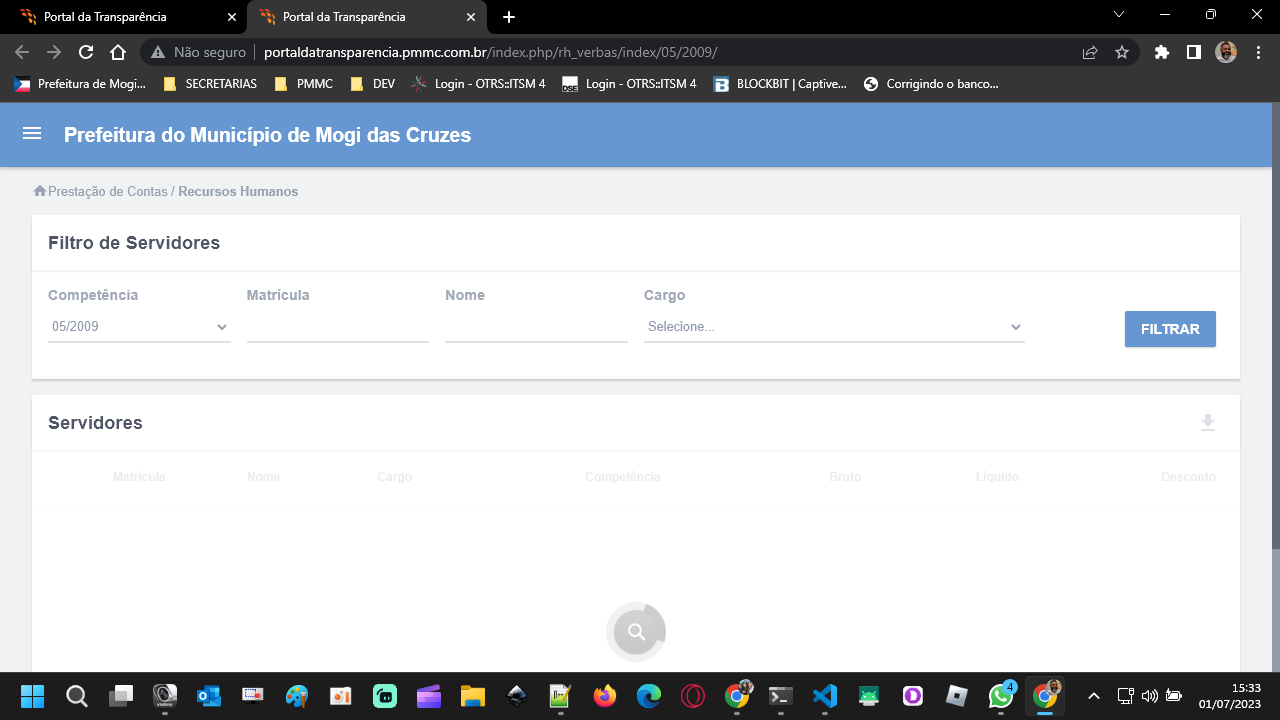 Portal da Transparência
Portal da Transparência
Não seguro
portaldatransparencia.pmmc.com.br/index.php/rh_verbas/index/05/2009/
Prefeitura de Mogi...
SECRETARIAS
PMMC
DEV
Login - OTRS::ITSM 4
DSE
Login - OTRS::ITSM 4
B
BLOCKBIT | Captive...
Corrigindo o banco...
Prefeitura do Município de Mogi das Cruzes
Prestação de Contas / Recursos Humanos
Filtro de Servidores
Competência Matrícula Nome Cargo
05/2009 Selecione... FILTRAR
Servidores
Matrícula Nome Cargo Competência Bruto Líquido Desconto
4
15:33
01/07/2023